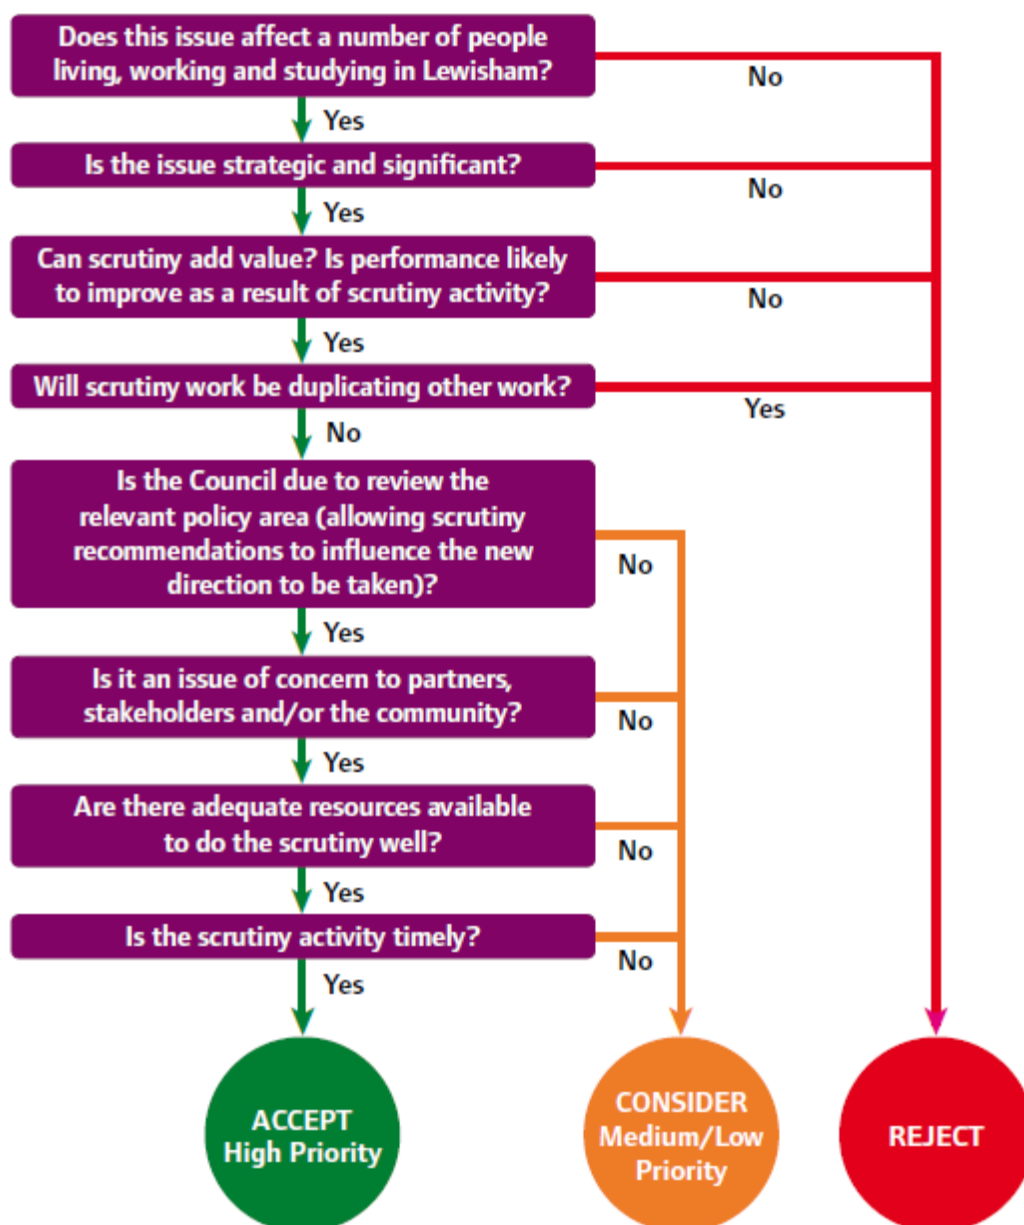 Does this issue affect a number of people
living, working and studying in Lewisham?
No
Yes
Is the issue strategic and significant?
No
Yes
Can scrutiny add value? Is performance likely
to improve as a result of scrutiny activity?
No
Yes
Will scrutiny work be duplicating other work?
Yes
No
Is the Council due to review the
relevant policy area (allowing scrutiny
recommendations to influence the new
direction to be taken)?
No
Yes
Is it an issue of concern to partners,
stakeholders and/or the community?
No
Yes
Are there adequate resources available
to do the scrutiny well?
No
Yes
Is the scrutiny activity timely?
No
Yes
ACCEPT
High Priority
CONSIDER
Medium/Low
Priority
REJECT